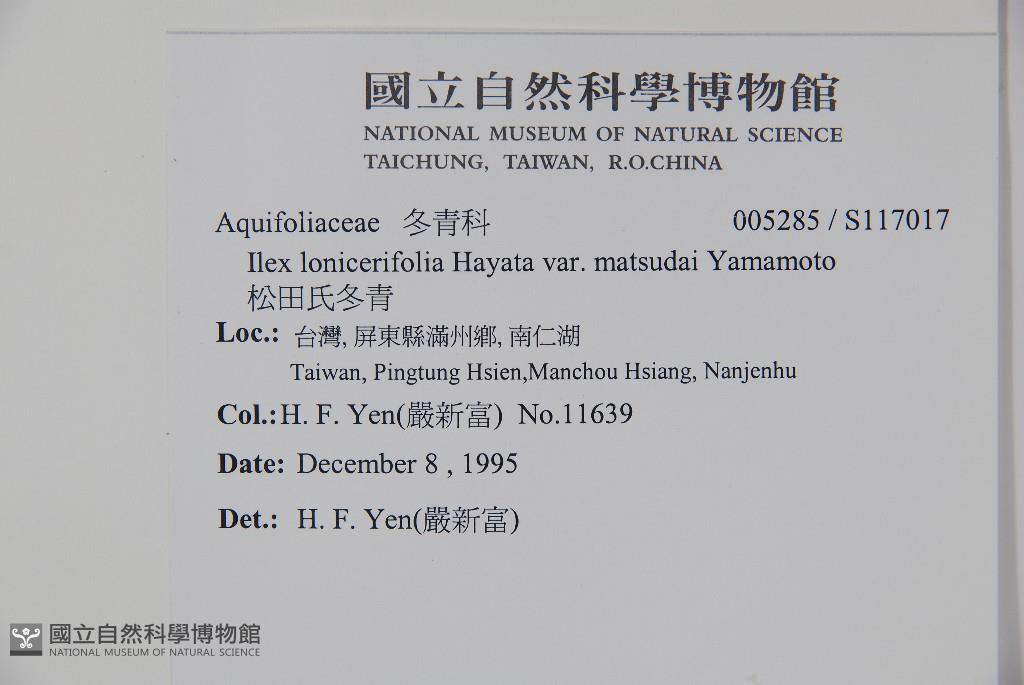 國立自然科學博物館
NATIONAL MUSEUM OF NATURAL SCIENCE
TAICHUNG, TAIWAN, R.O.CHINA
Aquifoliaceae 冬青科 005285 / S117017
Ilex lonicerifolia Hayata var. matsudai Yamamoto
松田氏冬青
Loc.: 台灣, 屏東縣滿州鄉, 南仁湖
Taiwan, Pingtung Hsien,Manchou Hsiang, Nanjenhu
Col.:H. F. Yen(嚴新富) No.11639
Date: December 8 , 1995
Det.: H. F. Yen(嚴新富)
國立自然科學博物館
NATIONAL MUSEUM OF NATURAL SCIENCE